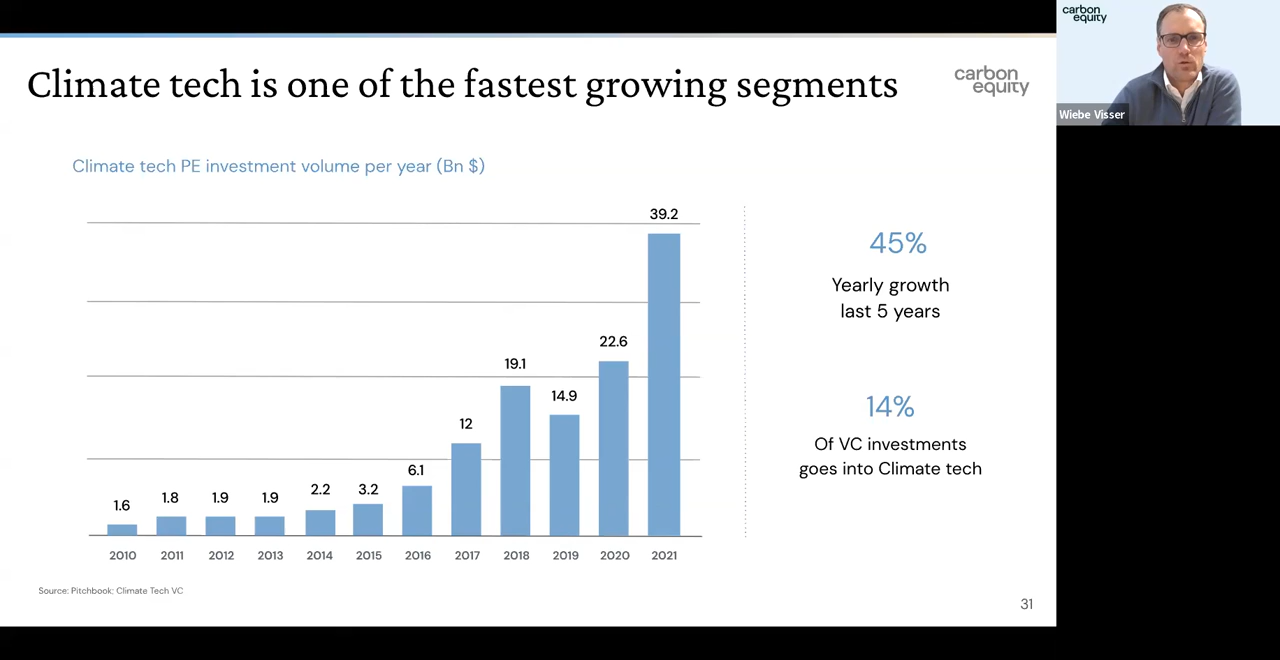 Climate tech is one of the fastest growing segments
carbon
equity
Climate tech PE investment volume per year (Bn $)
1.6
1.8
1.9
1.9
2.2
3.2
6.1
12
19.1
14.9
22.6
39.2
2010
2011
2012
2013
2014
2015
2016
2017
2018
2019
2020
2021
45%
Yearly growth
last 5 years
14%
Of VC investments
goes into Climate tech
Source: Pitchbook; Climate Tech VC
31
carbon
equity
Wiebe Visser